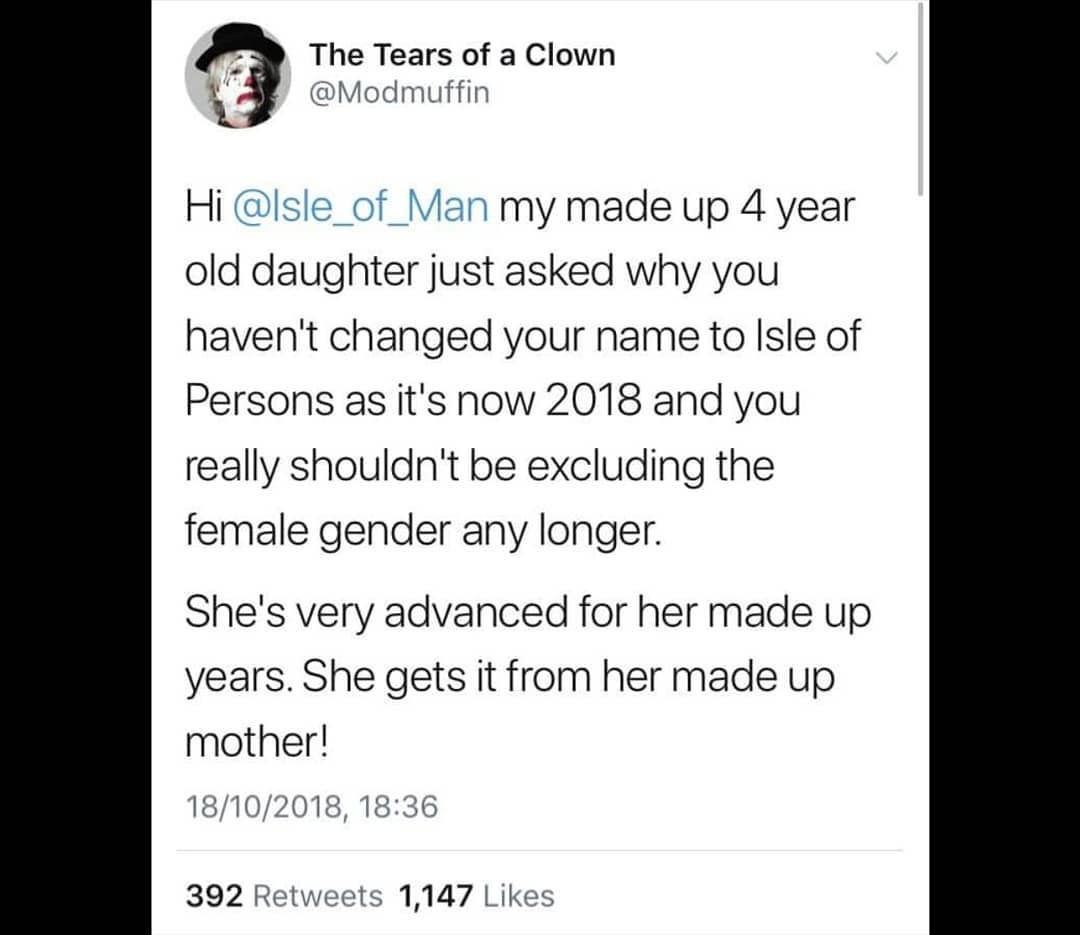 The Tears of a Clown
@Modmuffin
Hi @Isle_of_Man my made up 4 year
old daughter just asked why you
haven't changed your name to Isle of
Persons as it's now 2018 and you
really shouldn't be excluding the
female gender any longer.
She's very advanced for her made up
years. She gets it from her made up
mother!
18/10/2018, 18:36
392 Retweets 1,147 Likes